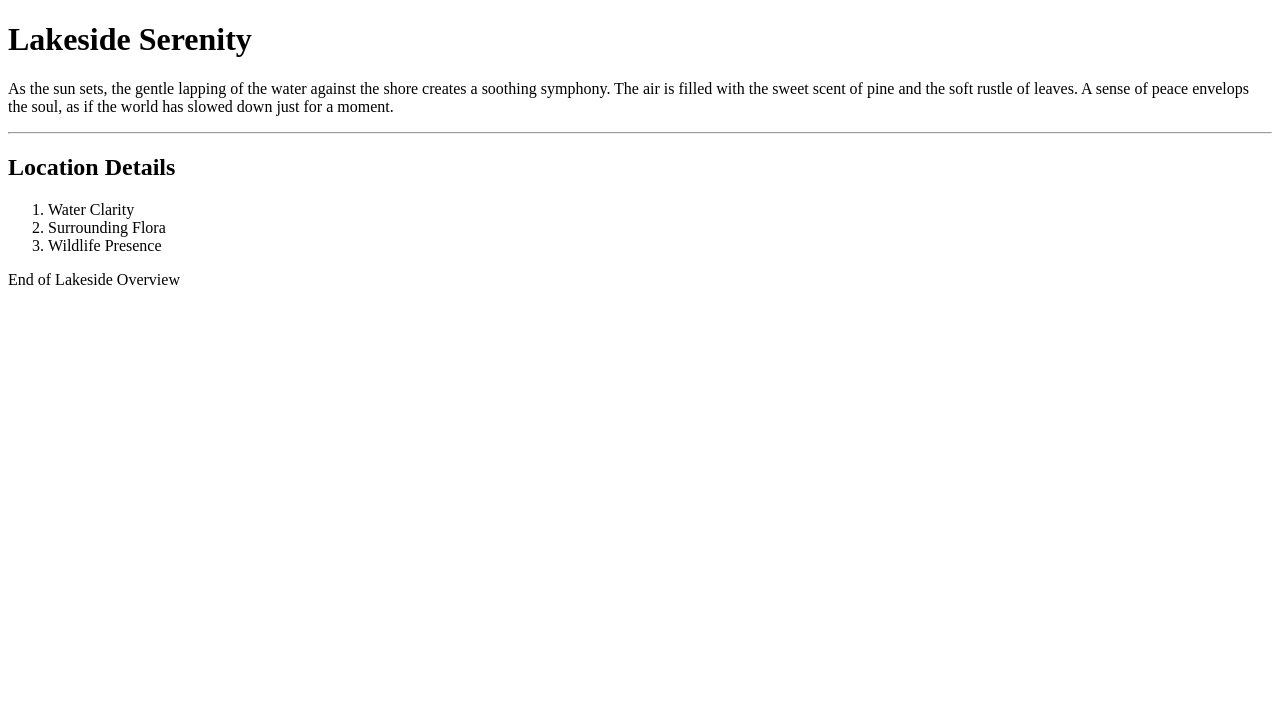 Lakeside Serenity
As the sun sets, the gentle lapping of the water against the shore creates a soothing symphony. The air is filled with the sweet scent of pine and the soft rustle of leaves. A sense of peace envelops
the soul, as if the world has slowed down just for a moment.
Location Details
1. Water Clarity
2. Surrounding Flora
3. Wildlife Presence
End of Lakeside Overview